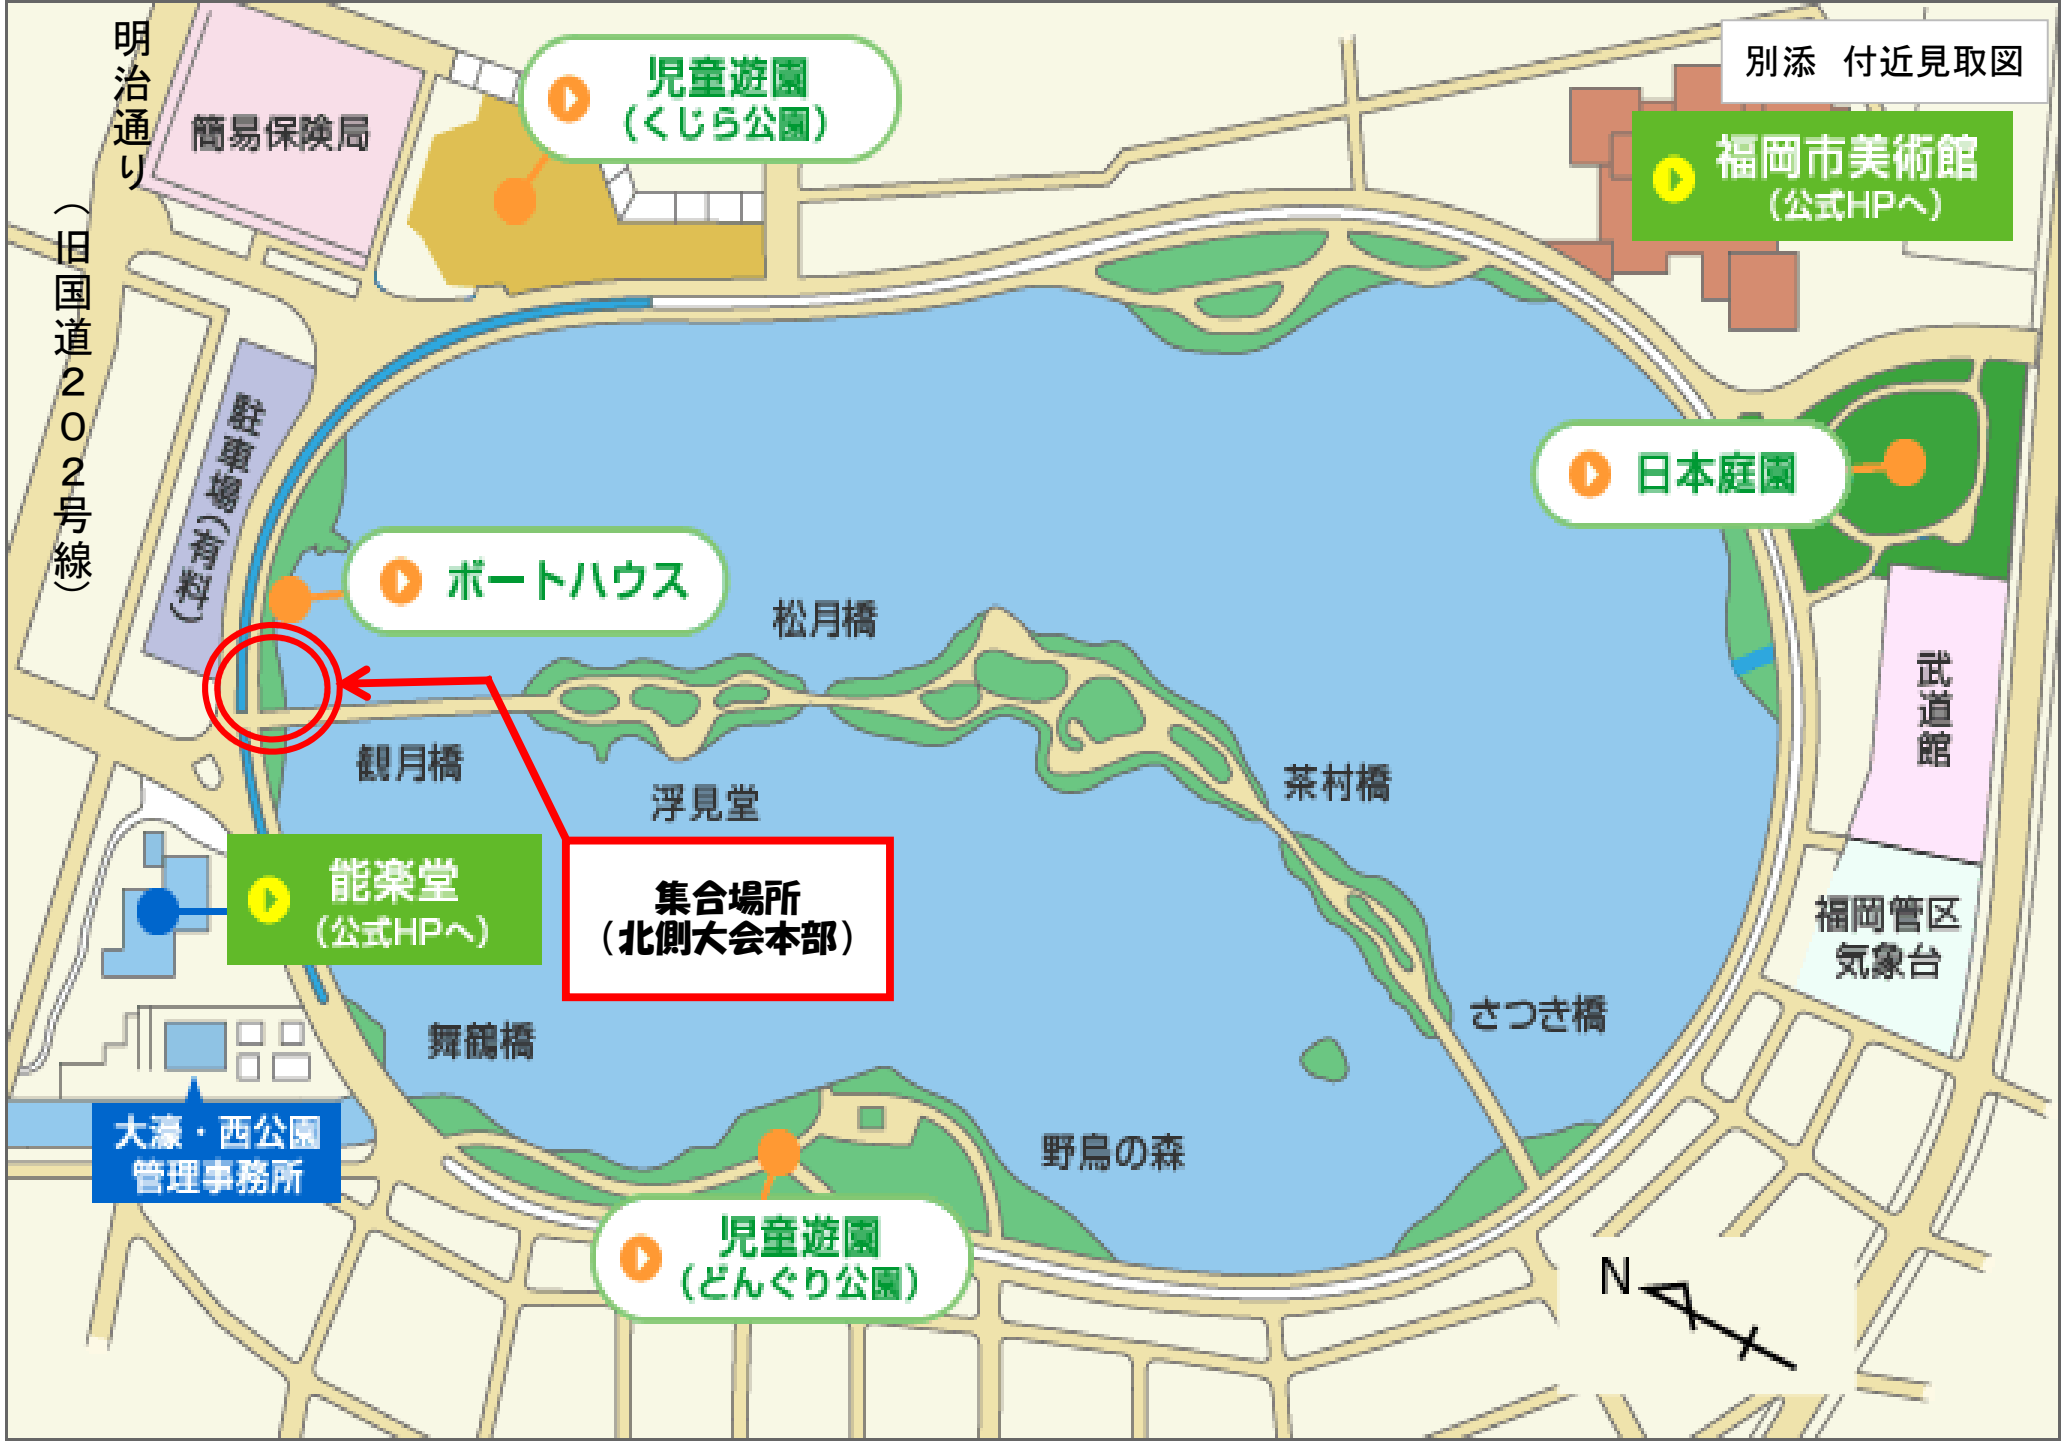 別添　付近見取図
明治通り
（旧国道２０２号線）
簡易保険局
児童遊園
（くじら公園）
福岡市美術館
（公式HPへ）
駐車場（有料）
日本庭園
ボートハウス
松月橋
武道館
観月橋
浮見堂
茶村橋
能楽堂
（公式HPへ）
集合場所
（北側大会本部）
福岡管区
気象台
さつき橋
舞鶴橋
大濠・西公園
管理事務所
野鳥の森
児童遊園
（どんぐり公園）
N